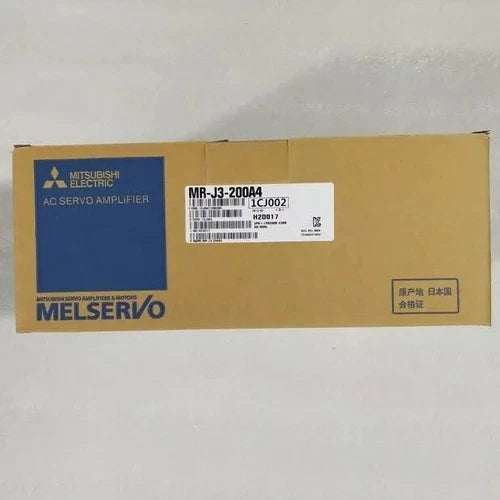 MITSUBISHI
ELECTRIC
AC SERVO AMPLIFIER
MITSUBISHI SERVO AMPLIFIERS & MOTORS
MELSERVO
MR-J3-200A4
1CJ002
H2D017
原产地 日本国
合格证